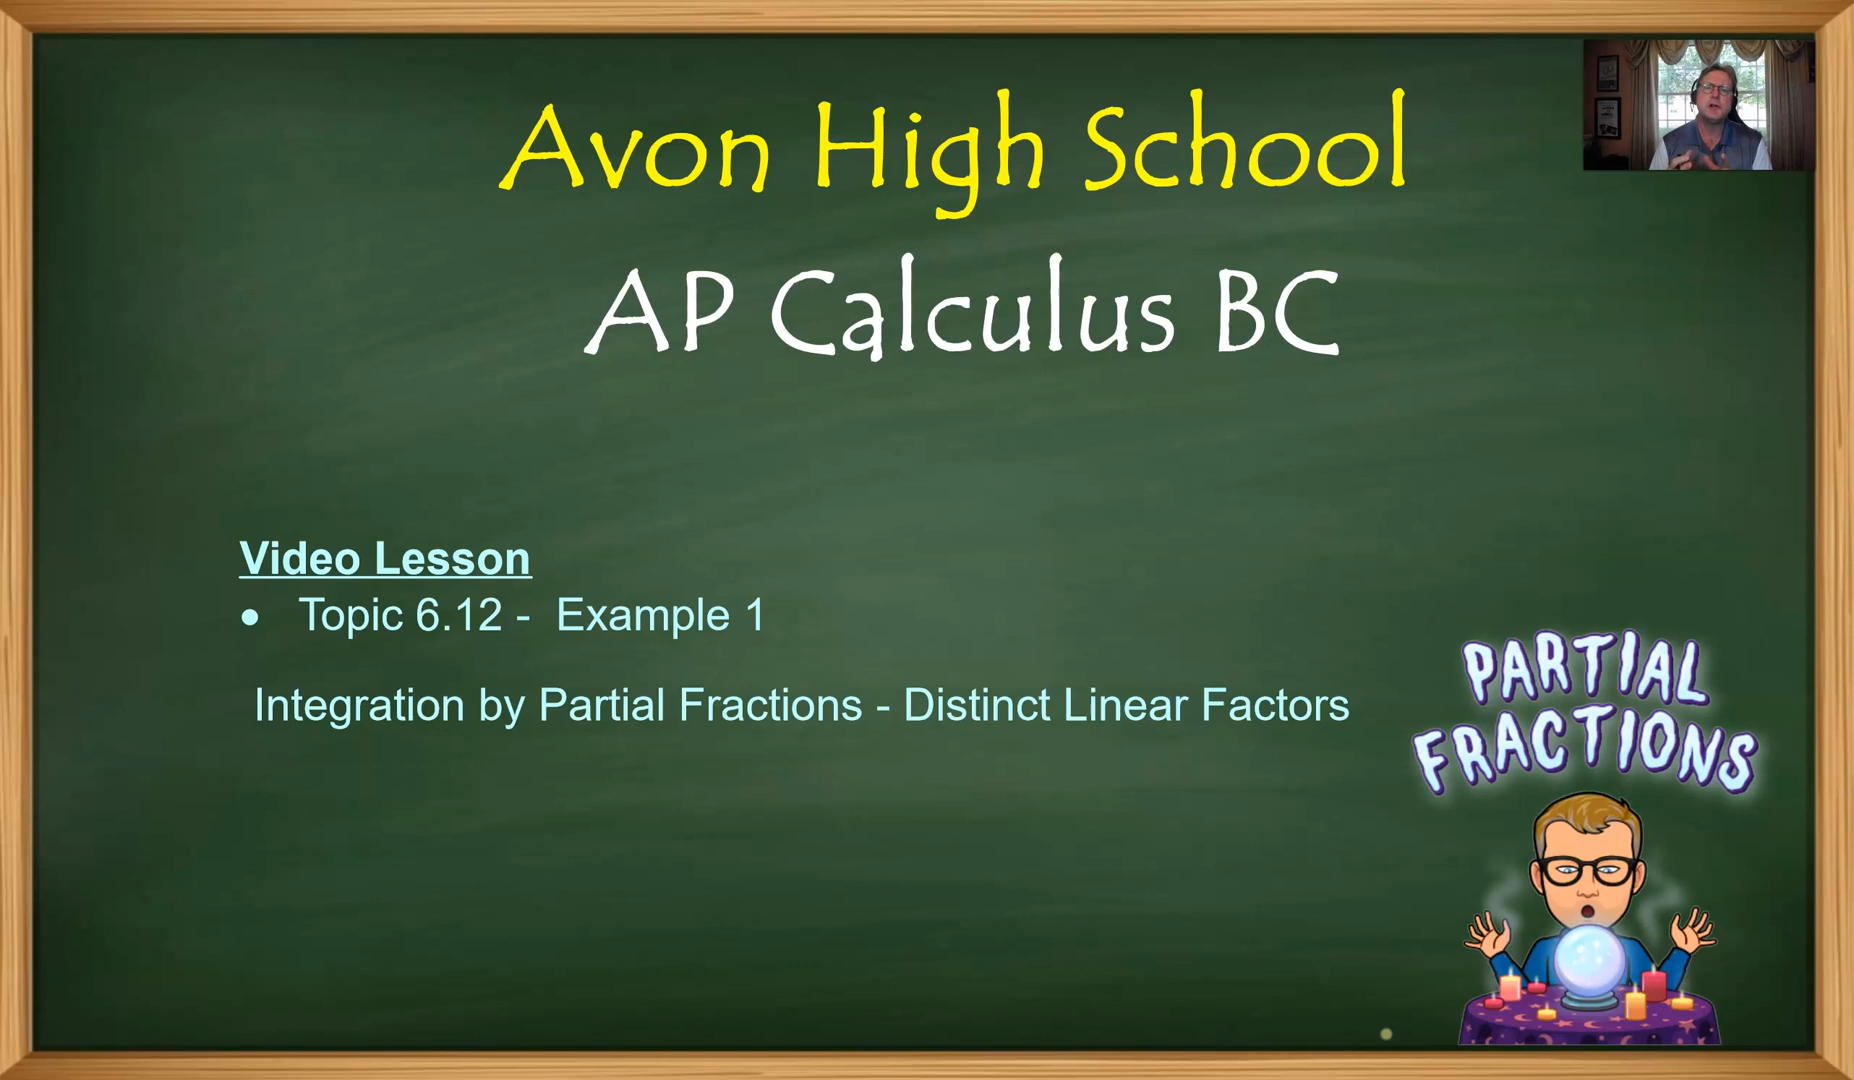 Avon High School
AP Calculus BC
Video Lesson
• Topic 6.12 - Example 1
Integration by Partial Fractions - Distinct Linear Factors
PARTIAL
FRACTIONS